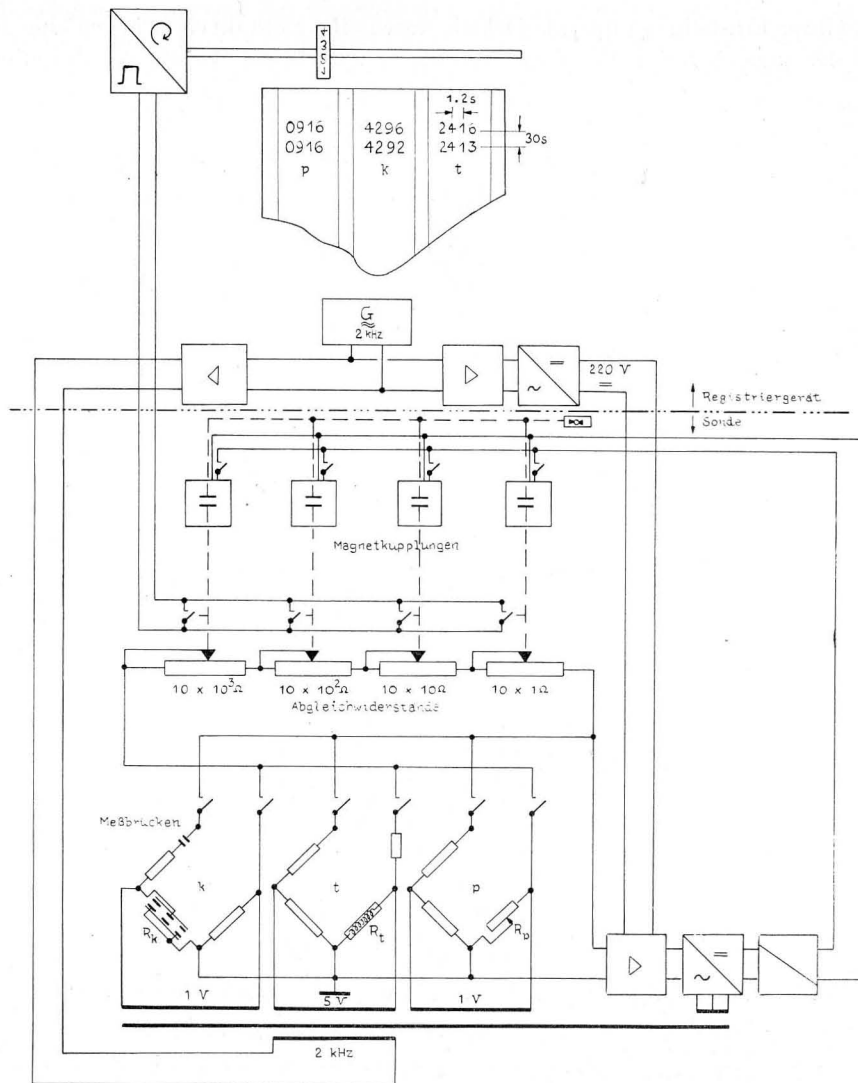 4
3
5
1.2s
0916 4296 2416
30s
0916 4292 2413
p k t
G
2 kHz
220 V
Registriergerät
Sonde
Magnetkupplungen
10 x 10³Ω 10 x 10²Ω 10 x 10Ω 10 x 1Ω
Abgleichwiderstände
Meßbrücken
k t p
Rk Rt Rp
1 V 5 V 1 V
2 kHz